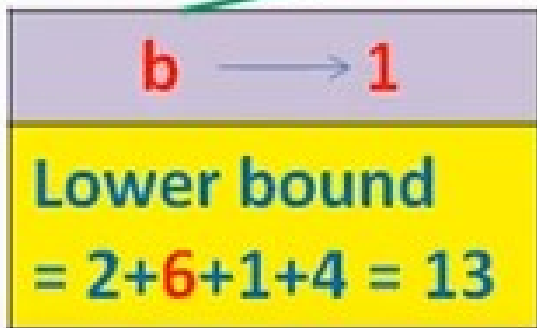 b → 1
Lower bound
= 2+6+1+4 = 13